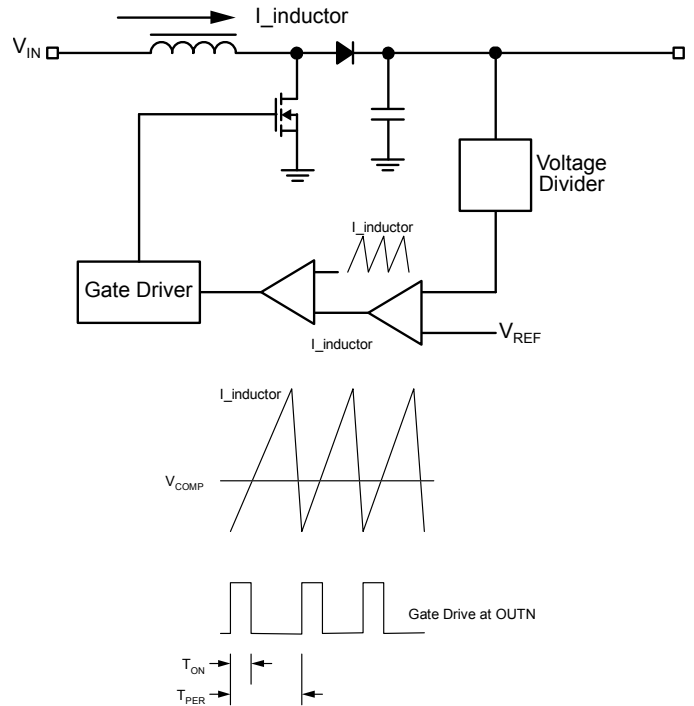 I_inductor
V_IN
Voltage
Divider
I_inductor
Gate Driver
V_REF
I_inductor
I_inductor
V_COMP
Gate Drive at OUTN
T_ON
T_PER